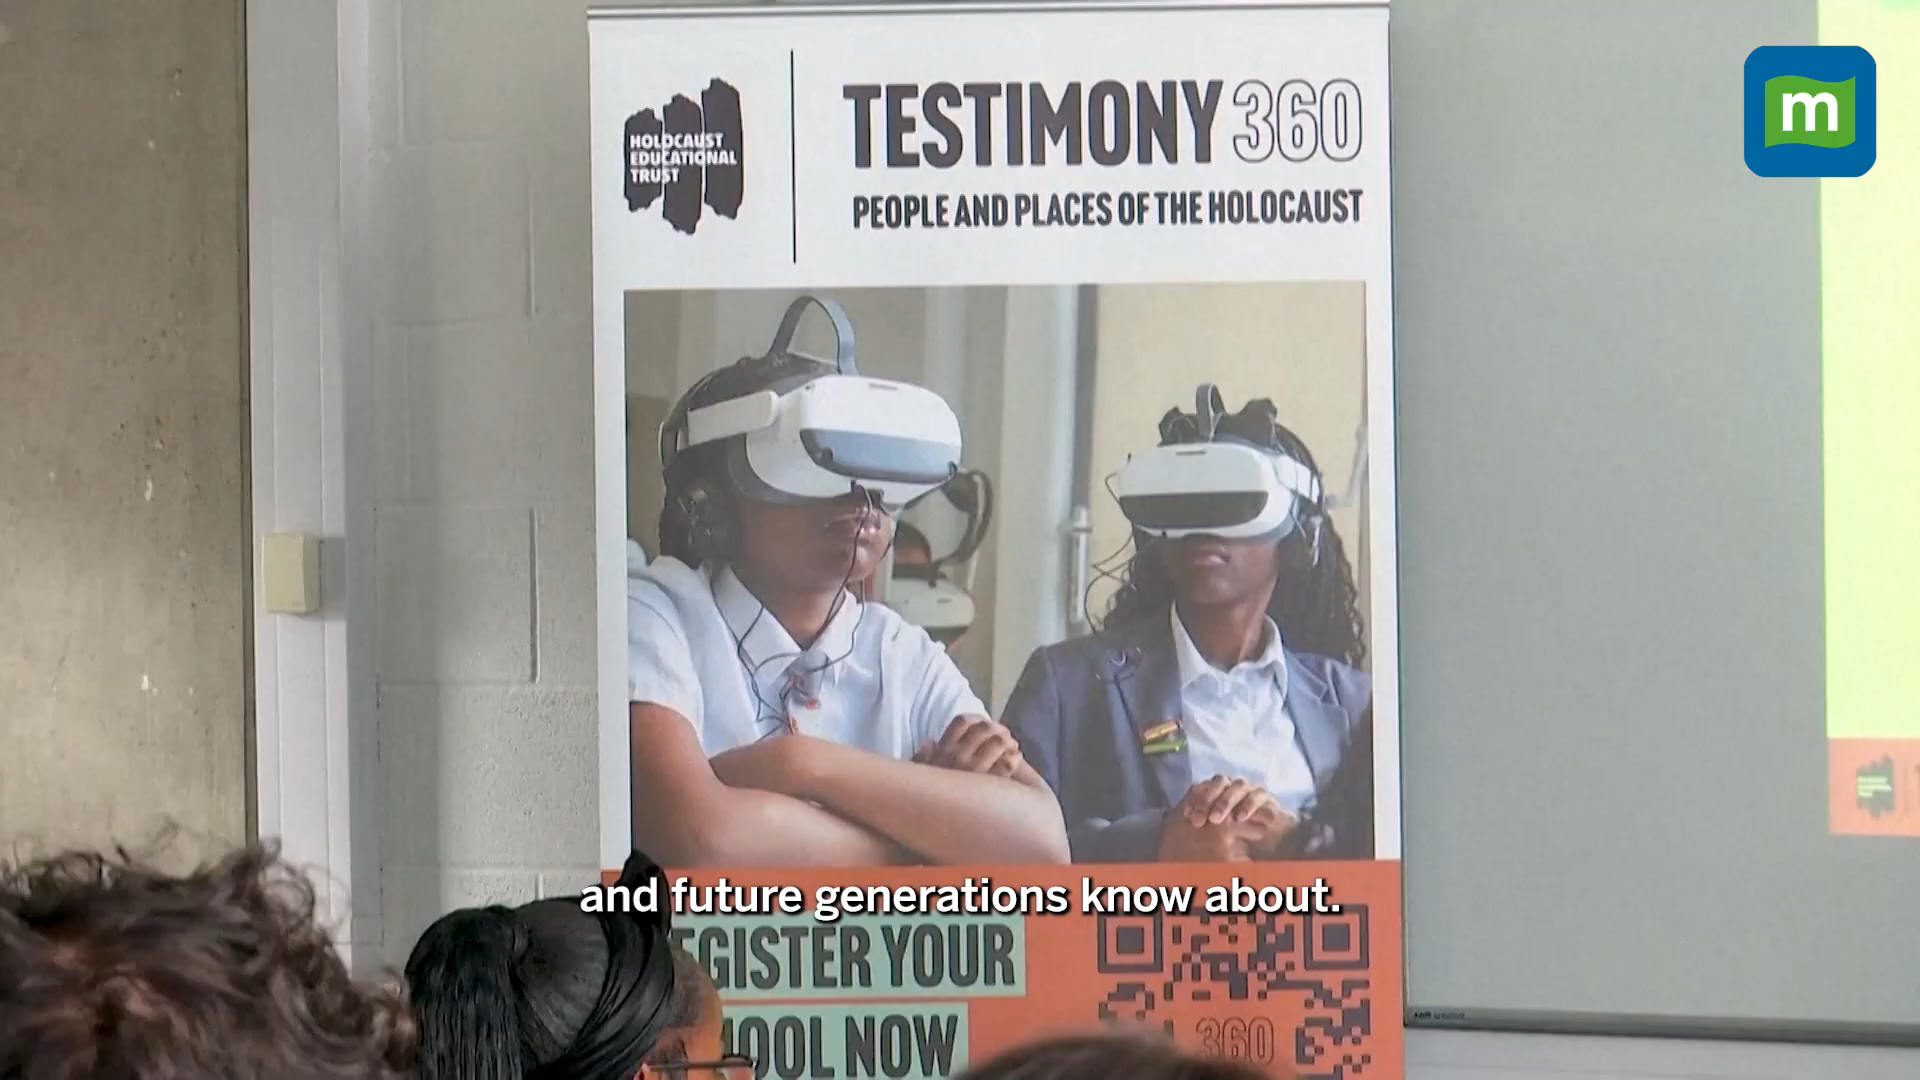 HOLOCAUST
EDUCATIONAL
TRUST
TESTIMONY 360
PEOPLE AND PLACES OF THE HOLOCAUST
m
and future generations know about.
EGISTER YOUR
HOOL NOW
360